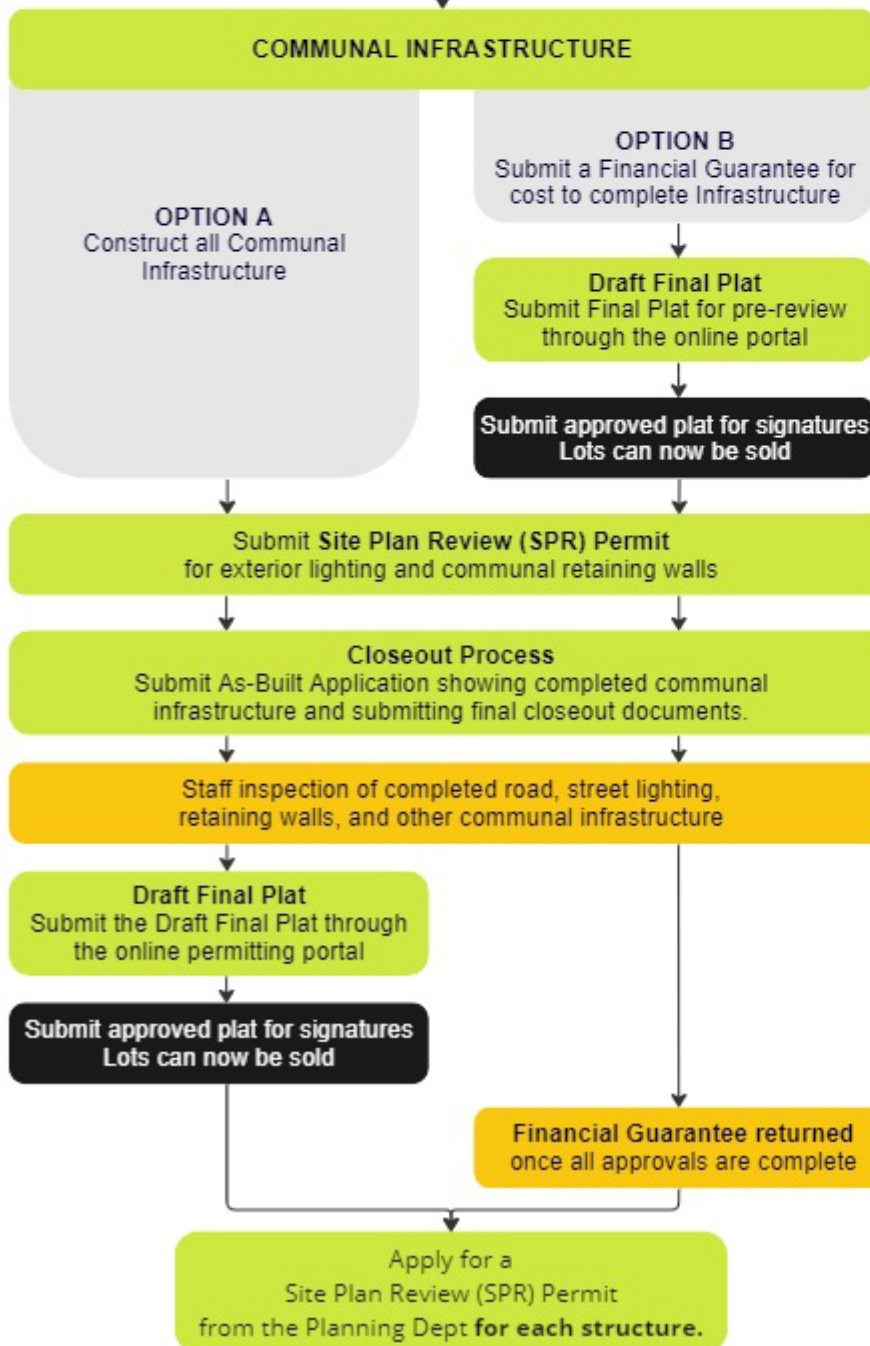 COMMUNAL INFRASTRUCTURE
OPTION A
Construct all Communal
Infrastructure
OPTION B
Submit a Financial Guarantee for
cost to complete Infrastructure
Draft Final Plat
Submit Final Plat for pre-review
through the online portal
Submit approved plat for signatures
Lots can now be sold
Submit Site Plan Review (SPR) Permit
for exterior lighting and communal retaining walls
Closeout Process
Submit As-Built Application showing completed communal
infrastructure and submitting final closeout documents.
Staff inspection of completed road, street lighting,
retaining walls, and other communal infrastructure
Draft Final Plat
Submit the Draft Final Plat through
the online permitting portal
Submit approved plat for signatures
Lots can now be sold
Financial Guarantee returned
once all approvals are complete
Apply for a
Site Plan Review (SPR) Permit
from the Planning Dept for each structure.